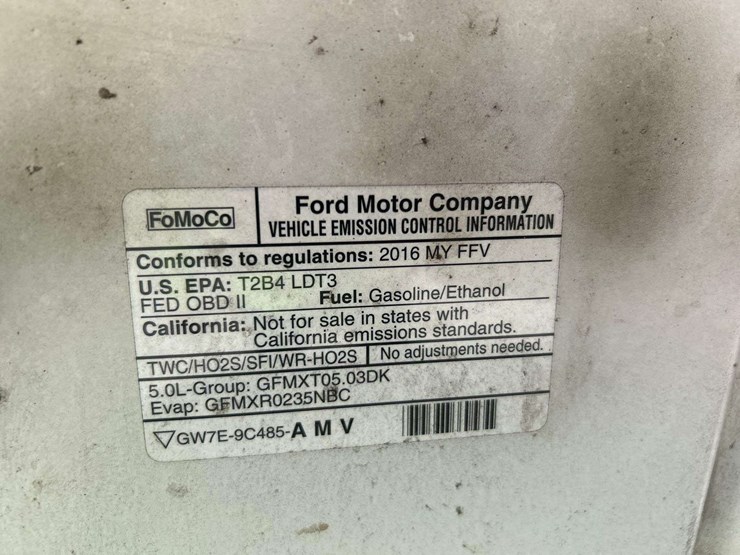 FoMoCo
Ford Motor Company
VEHICLE EMISSION CONTROL INFORMATION
Conforms to regulations: 2016 MY FFV
U.S. EPA: T2B4 LDT3
FED OBD II Fuel: Gasoline/Ethanol
California: Not for sale in states with
California emissions standards.
TWC/HO2S/SFI/WR-HO2S No adjustments needed.
5.0L-Group: GFMXT05.03DK
Evap: GFMXR0235NBC
GW7E-9C485-A M V